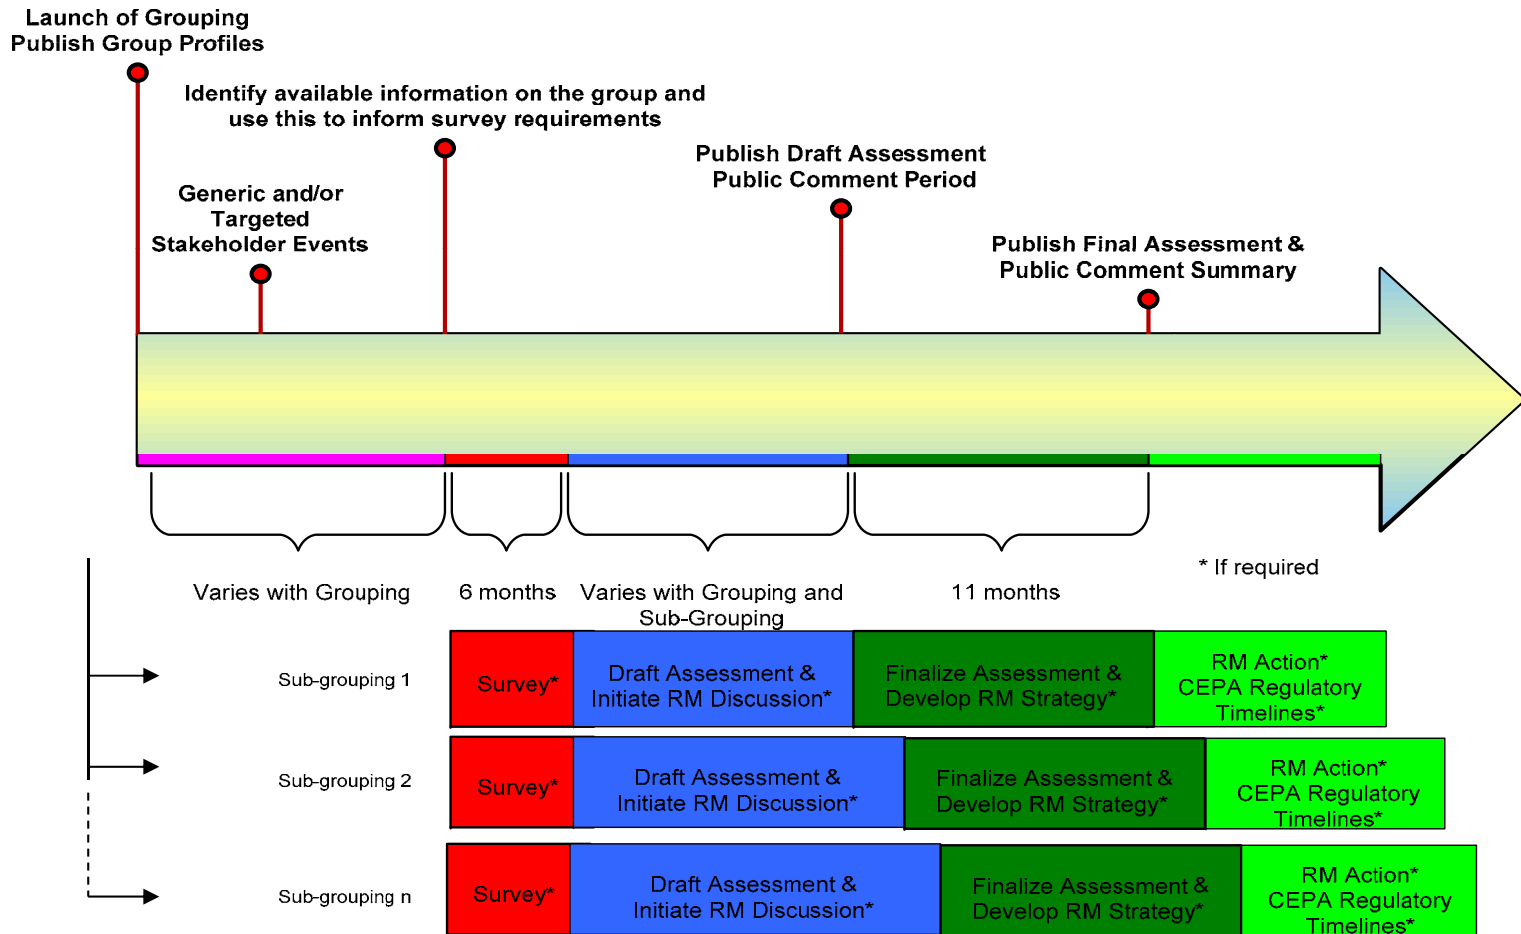 Launch of Grouping
Publish Group Profiles
Identify available information on the group and
use this to inform survey requirements
Generic and/or
Targeted
Stakeholder Events
Publish Draft Assessment
Public Comment Period
Publish Final Assessment &
Public Comment Summary
* If required
Varies with Grouping
6 months
Varies with Grouping and
Sub-Grouping
11 months
Sub-grouping 1
Survey*
Draft Assessment &
Initiate RM Discussion*
Finalize Assessment &
Develop RM Strategy*
RM Action*
CEPA Regulatory
Timelines*
Sub-grouping 2
Survey*
Draft Assessment &
Initiate RM Discussion*
Finalize Assessment &
Develop RM Strategy*
RM Action*
CEPA Regulatory
Timelines*
Sub-grouping n
Survey*
Draft Assessment &
Initiate RM Discussion*
Finalize Assessment &
Develop RM Strategy*
RM Action*
CEPA Regulatory
Timelines*